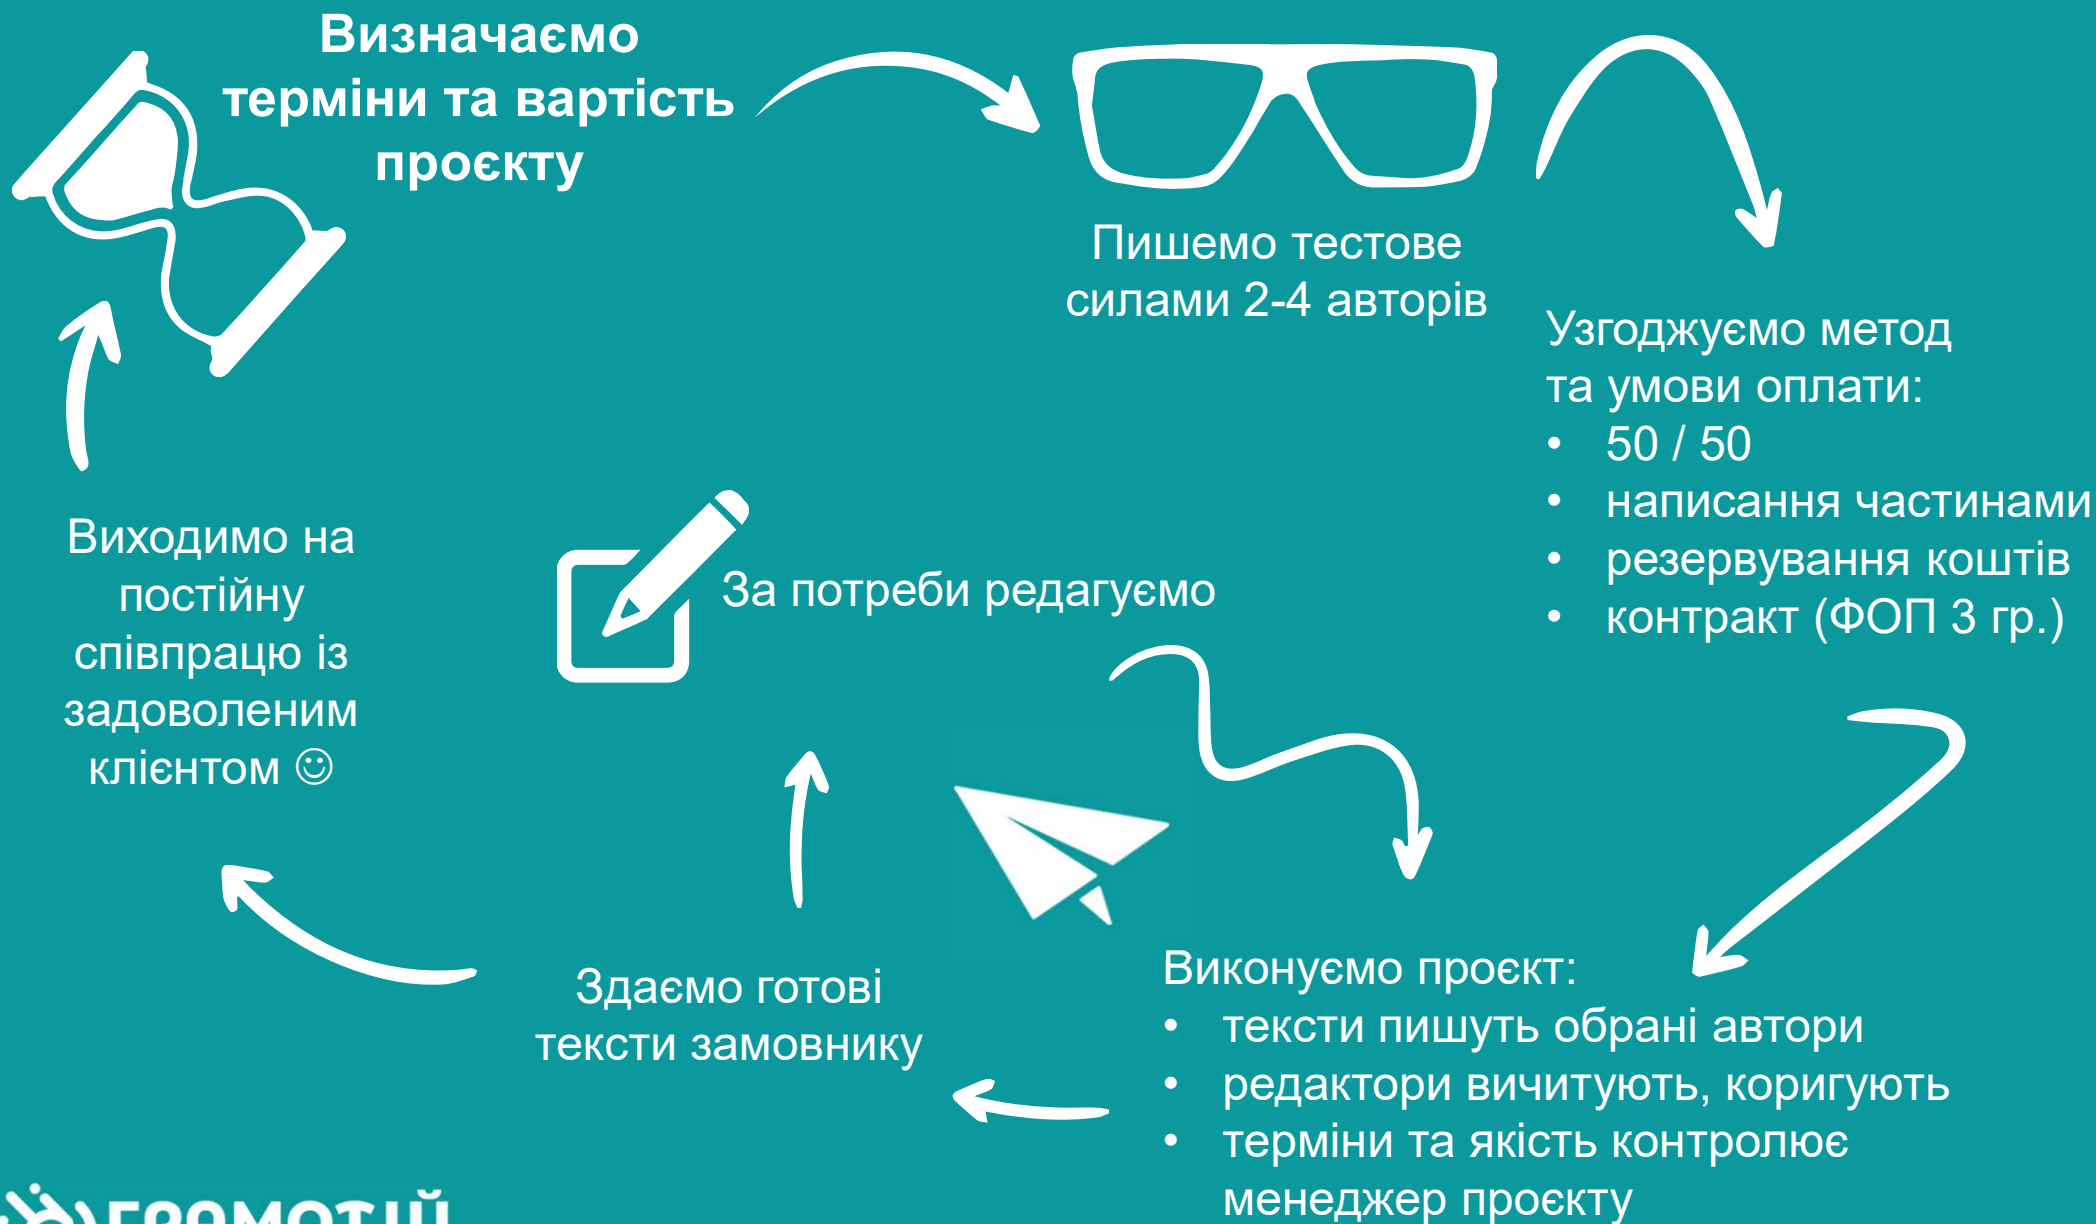 Визначаємо
терміни та вартість
проєкту
Пишемо тестове
силами 2-4 авторів
Узгоджуємо метод
та умови оплати:
• 50 / 50
• написання частинами
• резервування коштів
• контракт (ФОП 3 гр.)
Виконуємо проєкт:
• тексти пишуть обрані автори
• редактори вичитують, коригують
• терміни та якість контролює
менеджер проєкту
Здаємо готові
тексти замовнику
За потреби редагуємо
Виходимо на
постійну
співпрацю із
задоволеним
клієнтом ☺
ГРАМОТІЙ